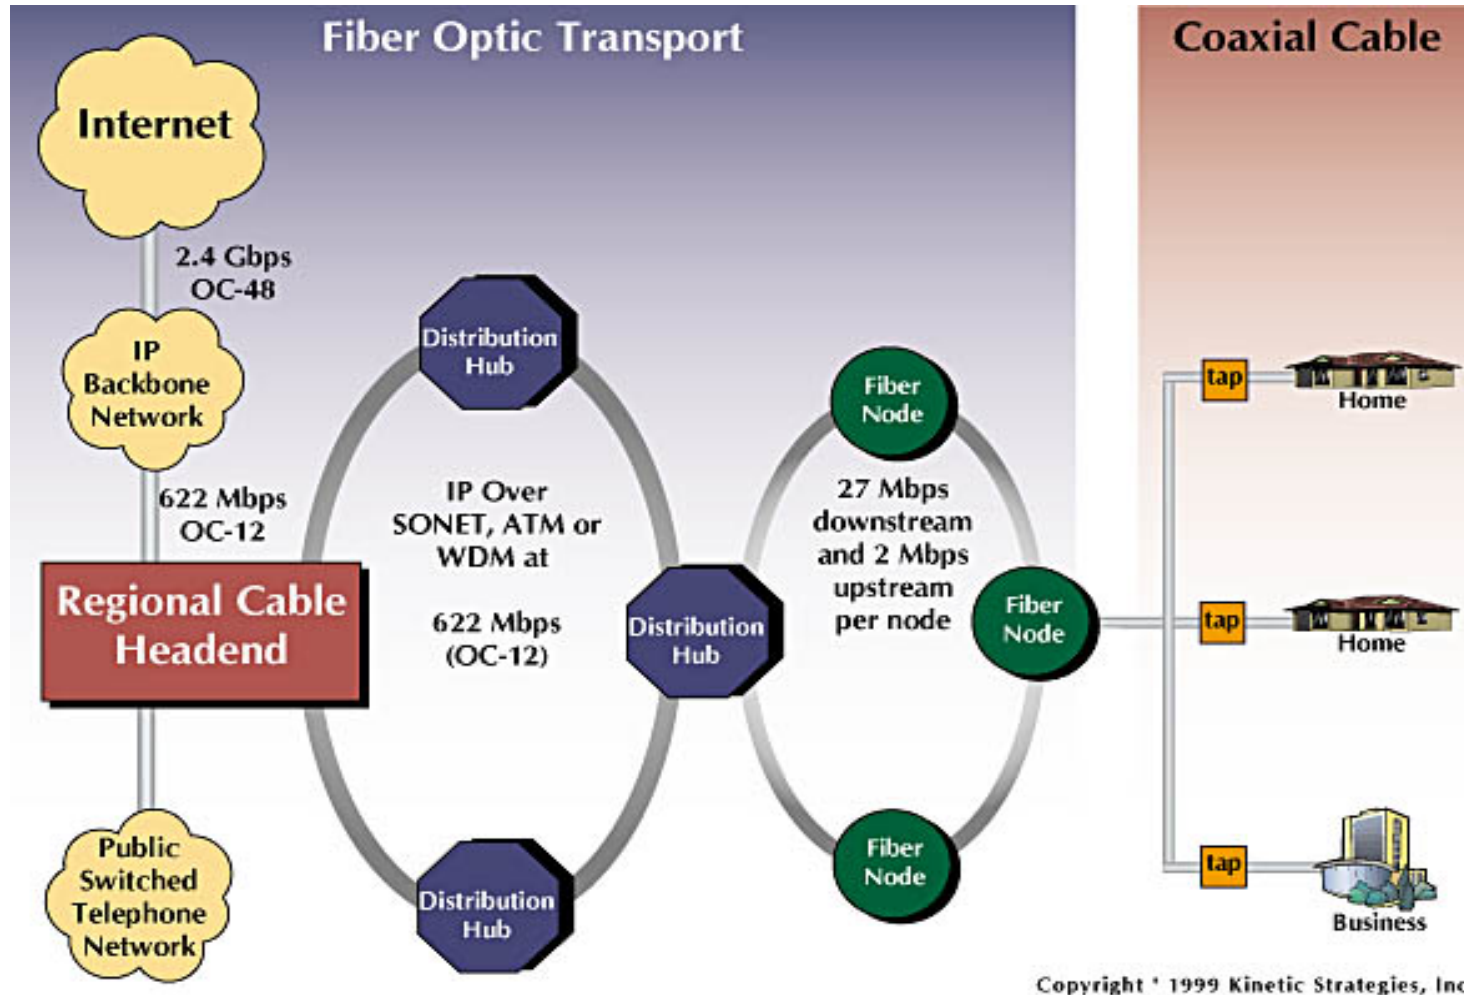 Fiber Optic Transport
Coaxial Cable
Internet
2.4 Gbps
OC-48
IP
Backbone
Network
622 Mbps
OC-12
Regional Cable
Headend
Public
Switched
Telephone
Network
Distribution
Hub
IP Over
SONET, ATM or
WDM at
622 Mbps
(OC-12)
Distribution
Hub
Distribution
Hub
Fiber
Node
27 Mbps
downstream
and 2 Mbps
upstream
per node
Fiber
Node
Fiber
Node
tap
Home
tap
Home
tap
Business
Copyright * 1999 Kinetic Strategies, Inc